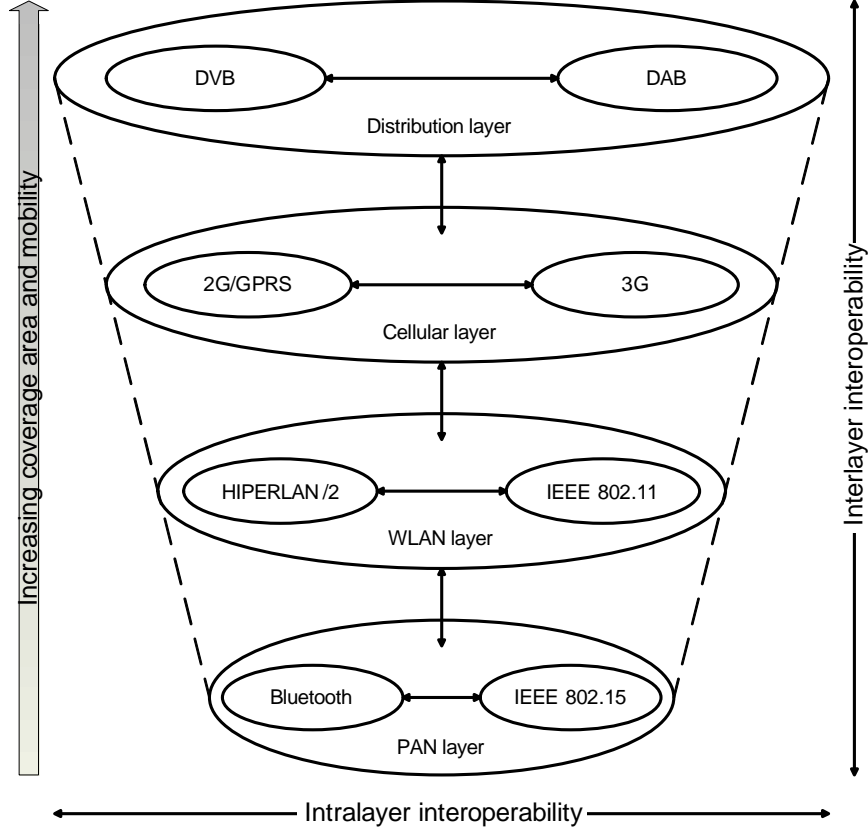 DVB
DAB
Distribution layer
2G/GPRS
3G
Cellular layer
HIPERLAN/2
IEEE 802.11
WLAN layer
Bluetooth
IEEE 802.15
PAN layer
Increasing coverage area and mobility
Interlayer interoperability
Intralayer interoperability